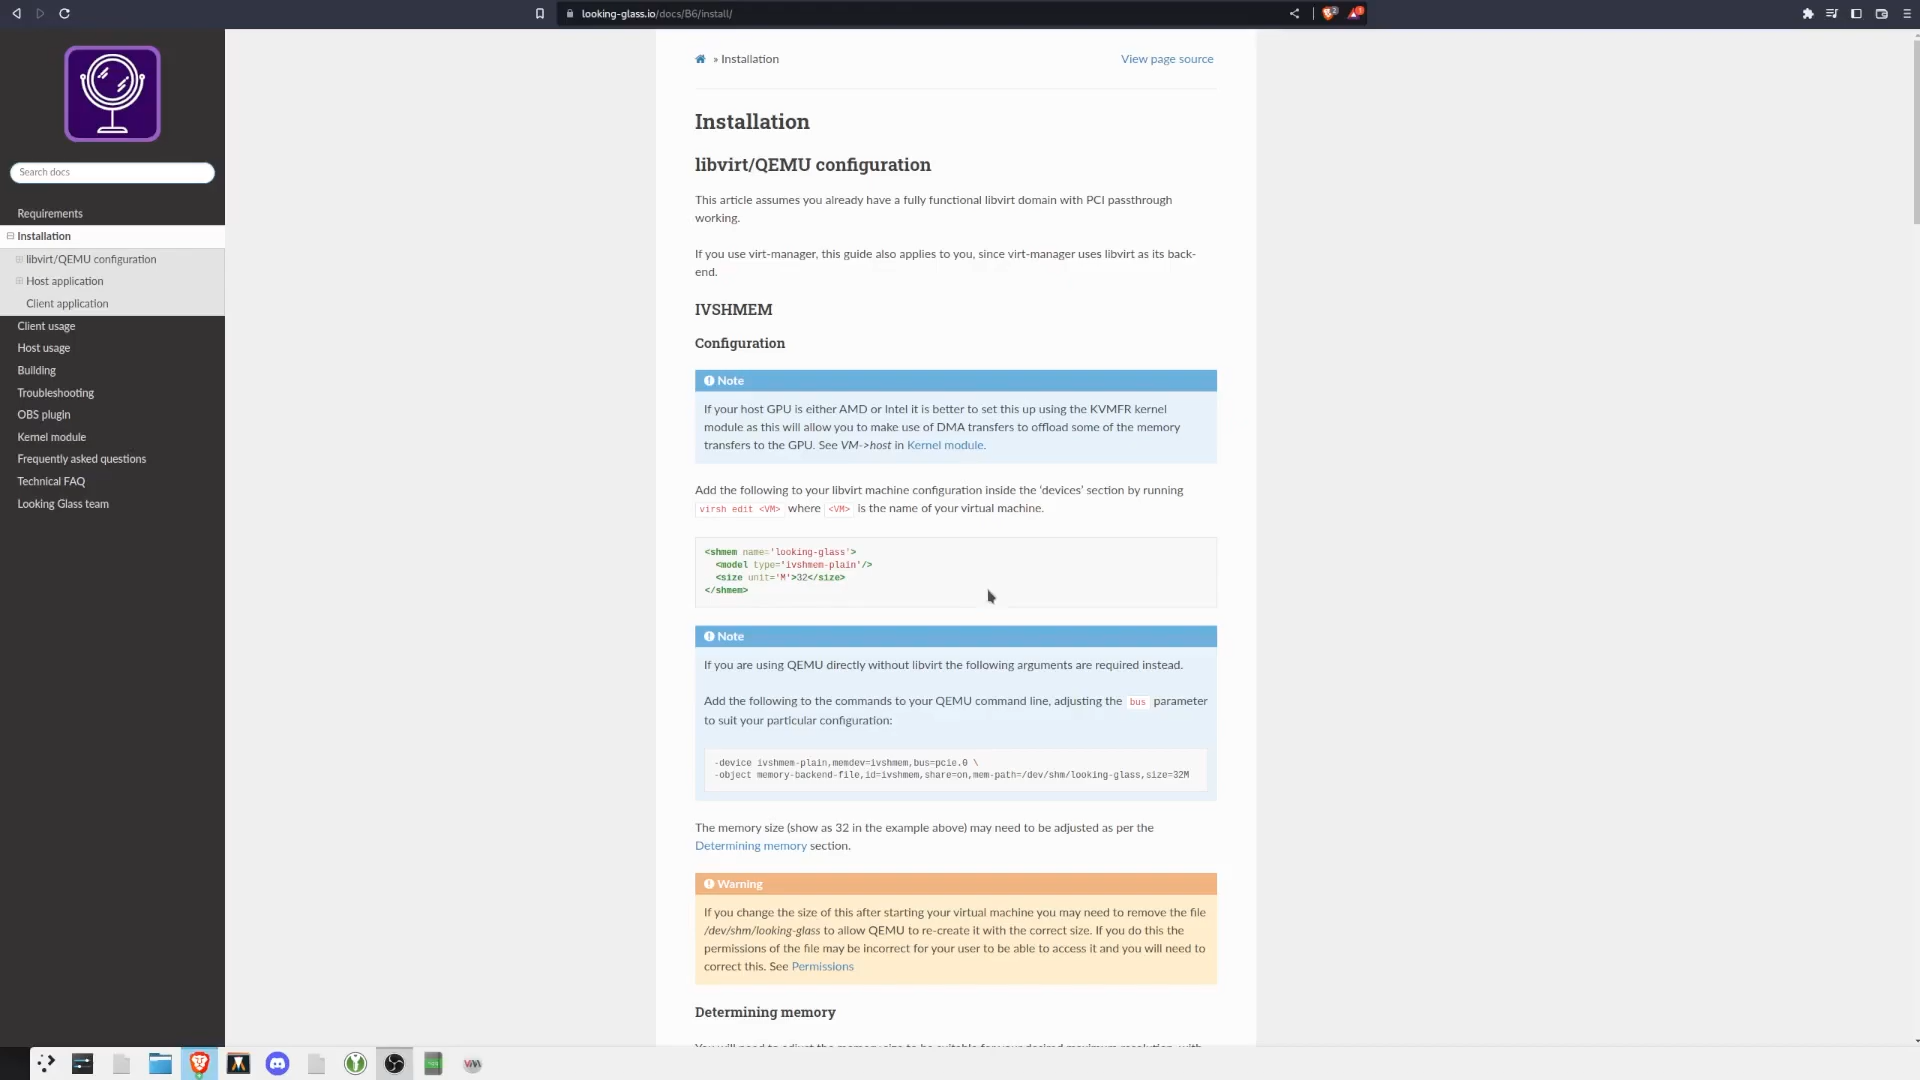 looking-glass.io/docs/B6/install/
2
1
Search docs
Requirements
Installation
libvirt/QEMU configuration
Host application
Client application
Client usage
Host usage
Building
Troubleshooting
OBS plugin
Kernel module
Frequently asked questions
Technical FAQ
Looking Glass team
» Installation
View page source
Installation
libvirt/QEMU configuration
This article assumes you already have a fully functional libvirt domain with PCI passthrough
working.
If you use virt-manager, this guide also applies to you, since virt-manager uses libvirt as its back-
end.
IVSHMEM
Configuration
Note
If your host GPU is either AMD or Intel it is better to set this up using the KVMFR kernel
module as this will allow you to make use of DMA transfers to offload some of the memory
transfers to the GPU. See VM->host in Kernel module.
Add the following to your libvirt machine configuration inside the ‘devices’ section by running
virsh edit <VM> where <VM> is the name of your virtual machine.
<shmem name='looking-glass'>
<model type='ivshmem-plain'/>
<size unit='M'>32</size>
</shmem>
Note
If you are using QEMU directly without libvirt the following arguments are required instead.
Add the following to the commands to your QEMU command line, adjusting the bus parameter
to suit your particular configuration:
-device ivshmem-plain,memdev=ivshmem,bus=pcie.0 \
-object memory-backend-file,id=ivshmem,share=on,mem-path=/dev/shm/looking-glass,size=32M
The memory size (show as 32 in the example above) may need to be adjusted as per the
Determining memory section.
Warning
If you change the size of this after starting your virtual machine you may need to remove the file
/dev/shm/looking-glass to allow QEMU to re-create it with the correct size. If you do this the
permissions of the file may be incorrect for your user to be able to access it and you will need to
correct this. See Permissions
Determining memory